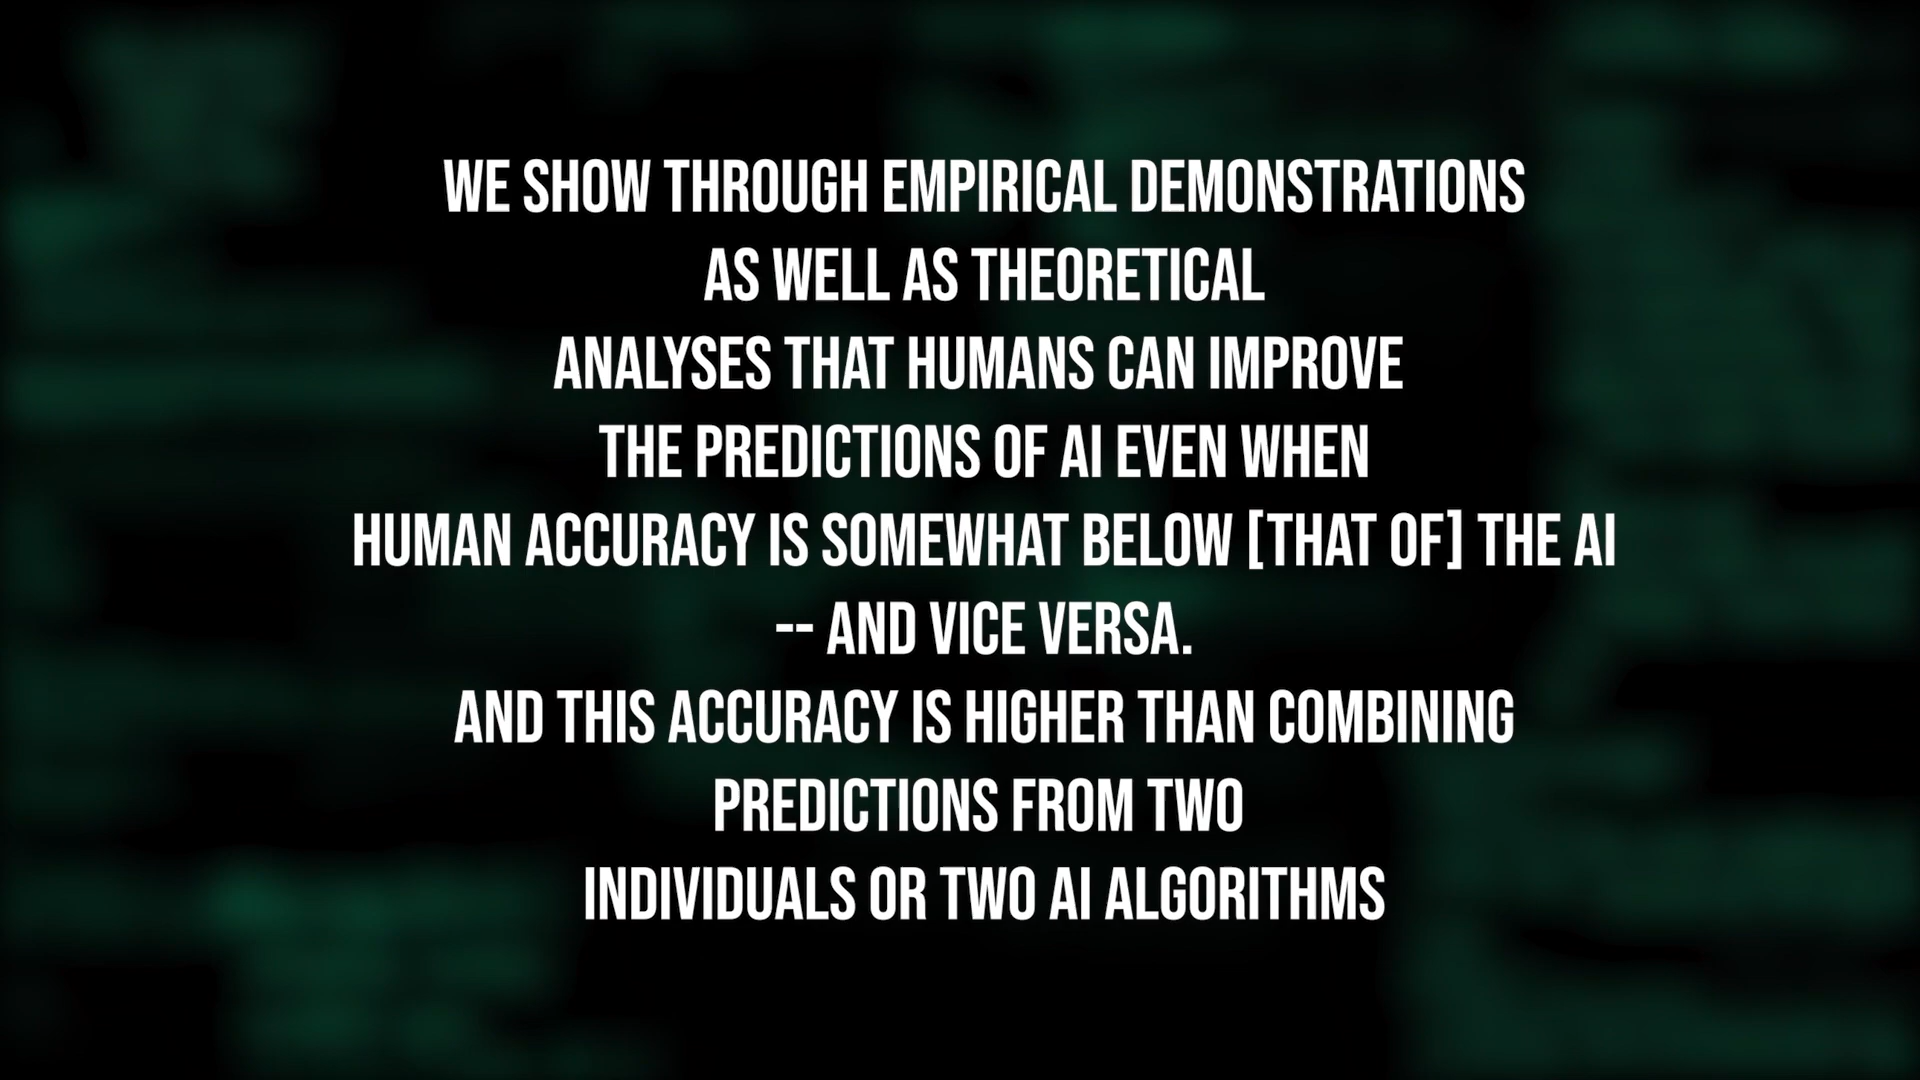 WE SHOW THROUGH EMPIRICAL DEMONSTRATIONS
AS WELL AS THEORETICAL
ANALYSES THAT HUMANS CAN IMPROVE
THE PREDICTIONS OF AI EVEN WHEN
HUMAN ACCURACY IS SOMEWHAT BELOW [THAT OF] THE AI
-- AND VICE VERSA.
AND THIS ACCURACY IS HIGHER THAN COMBINING
PREDICTIONS FROM TWO
INDIVIDUALS OR TWO AI ALGORITHMS